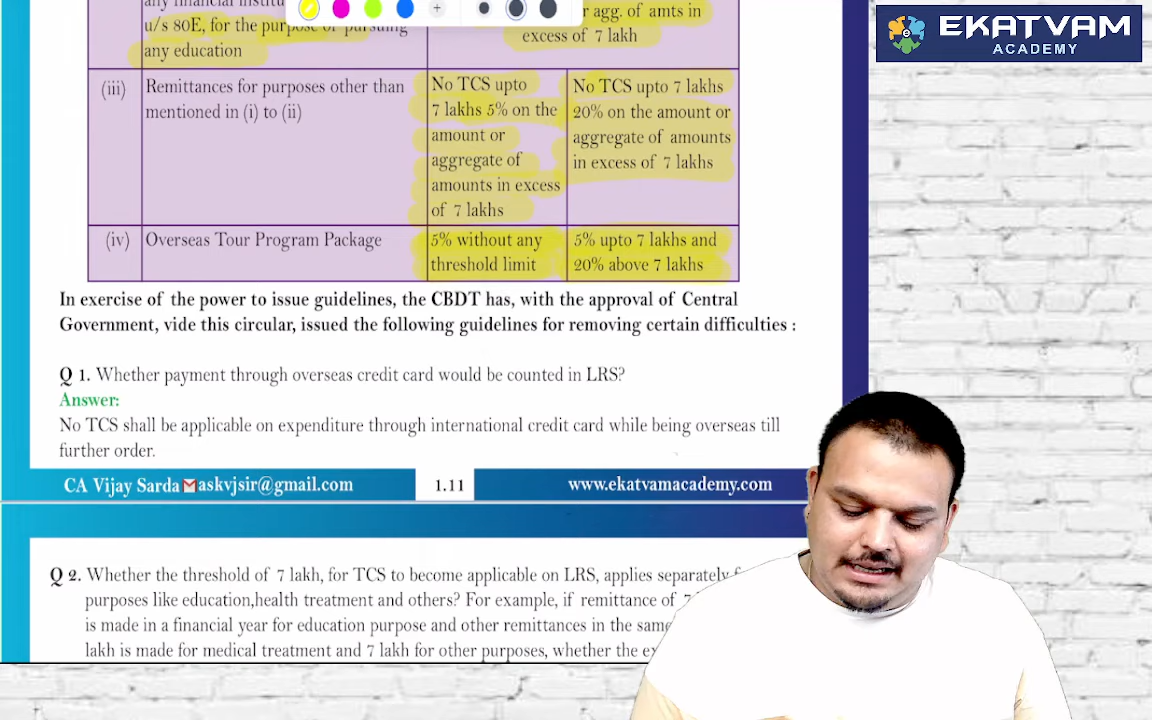 any financial
r agg. of amts in
u/s 80E, for the purpose of pursuing
excess of 7 lakh
any education
(iii) Remittances for purposes other than mentioned in (i) to (ii)
No TCS upto
7 lakhs 5% on the
amount or
aggregate of
amounts in excess
of 7 lakhs
No TCS upto 7 lakhs
20% on the amount or
aggregate of amounts
in excess of 7 lakhs
(iv) Overseas Tour Program Package
5% without any
threshold limit
5% upto 7 lakhs and
20% above 7 lakhs
In exercise of the power to issue guidelines, the CBDT has, with the approval of Central
Government, vide this circular, issued the following guidelines for removing certain difficulties :
Q 1. Whether payment through overseas credit card would be counted in LRS?
Answer:
No TCS shall be applicable on expenditure through international credit card while being overseas till
further order.
CA Vijay Sarda askvjsir@gmail.com 1.11 www.ekatvamacademy.com
Q 2. Whether the threshold of 7 lakh, for TCS to become applicable on LRS, applies separately
purposes like education,health treatment and others? For example, if remittance of 7
is made in a financial year for education purpose and other remittances in the same
lakh is made for medical treatment and 7 lakh for other purposes, whether the
EKATVAM
ACADEMY